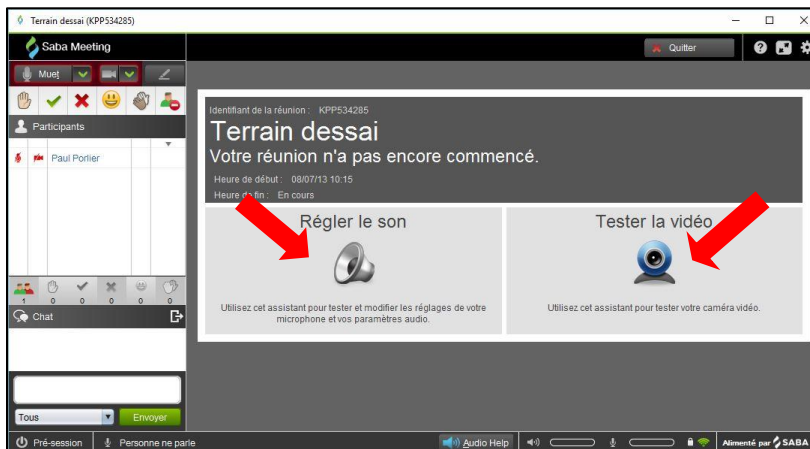 Terrain dessai (KPP534285)
Saba Meeting
Quitter
Muet
Participants
Paul Porlier
1 0 0 0 0 0
Chat
Tous
Envoyer
Identifiant de la réunion : KPP534285
Terrain dessai
Votre réunion n'a pas encore commencé.
Heure de début : 08/07/13 10:15
Heure de fin : En cours
Régler le son
Utilisez cet assistant pour tester et modifier les réglages de votre
microphone et vos paramètres audio.
Tester la vidéo
Utilisez cet assistant pour tester votre caméra vidéo.
Pré-session
Personne ne parle
Audio Help
Alimenté par SABA